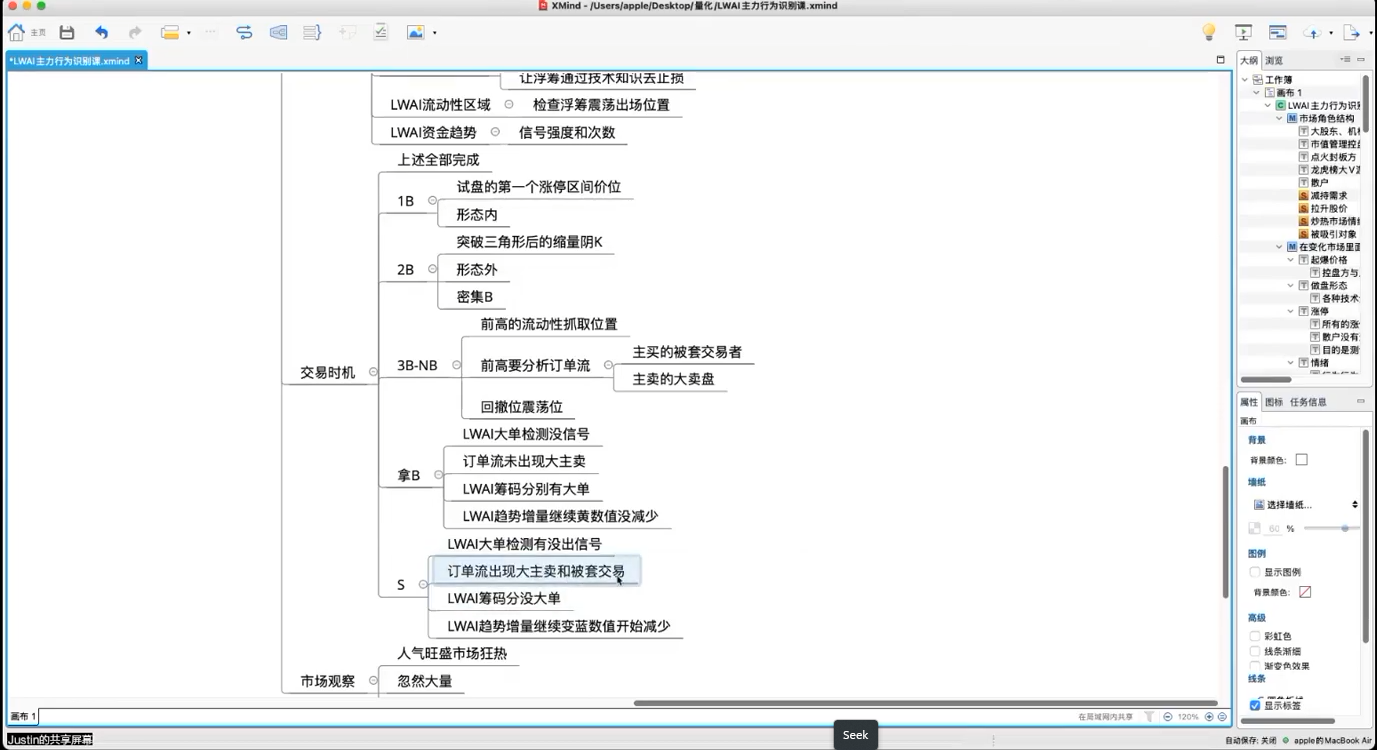 XMind - /Users/apple/Desktop/量化/LWAI主力行为识别课.xmind
主页
*LWAI主力行为识别课.xmind
大纲 浏览
让浮筹通过技术知识去止损
LWAI流动性区域
检查浮筹震荡出场位置
LWAI资金趋势
信号强度和次数
交易时机
上述全部完成
1B
试盘的第一个涨停区间价位
形态内
2B
突破三角形后的缩量阴K
形态外
密集B
3B-NB
前高的流动性抓取位置
前高要分析订单流
主买的被套交易者
主卖的大卖盘
回撤位震荡位
拿B
LWAI大单检测没信号
订单流未出现大主卖
LWAI筹码分别有大单
LWAI趋势增量继续黄数值没减少
S
LWAI大单检测有没出信号
订单流出现大主卖和被套交易
LWAI筹码分没大单
LWAI趋势增量继续变蓝数值开始减少
市场观察
人气旺盛市场狂热
忽然大量
工作簿
画布 1
LWAI主力行为识
市场角色结构
大股东、机
市值管理控
点火封板方
龙虎榜大V
散户
减持需求
拉升股价
炒热市场情
被吸引对象
在变化市场里面
起爆价格
控盘方与
做盘形态
各种技术
涨停
所有的涨
散户没有
目的是测
情绪
属性 图标 任务信息
画布
背景
背景颜色:
墙纸
选择墙纸...
60 %
图例
显示图例
背景颜色:
高级
彩虹色
线条渐细
渐变色效果
线条
显示标签
画布 1
在局域网内共享
120%
Justin的共享屏幕
Seek
自动保存: 关闭
apple的MacBook Air